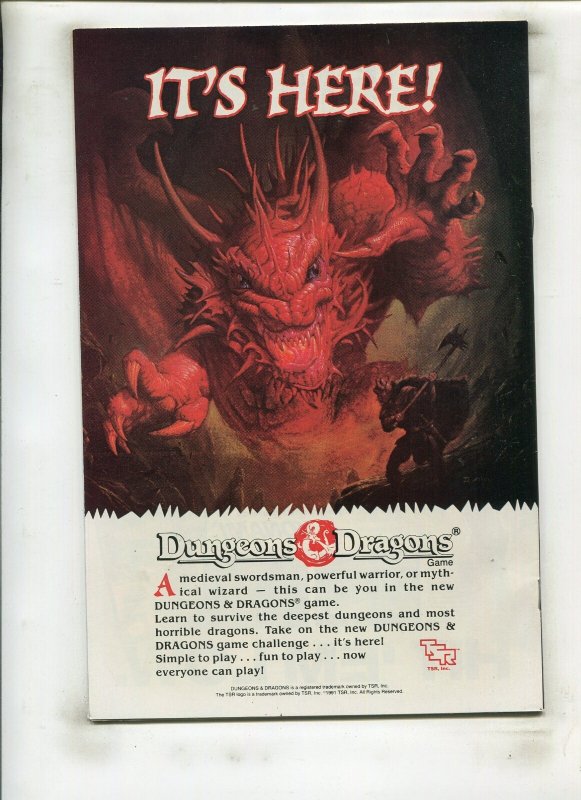 IT'S HERE!
Dungeons & Dragons®
Game
A medieval swordsman, powerful warrior, or myth-
ical wizard — this can be you in the new
DUNGEONS & DRAGONS® game.
Learn to survive the deepest dungeons and most
horrible dragons. Take on the new DUNGEONS &
DRAGONS game challenge . . . it's here!
Simple to play . . . fun to play . . . now
everyone can play!
TSR
TSR, Inc.
DUNGEONS & DRAGONS is a registered trademark owned by TSR, Inc.
The TSR logo is a trademark owned by TSR, Inc. ©1991 TSR, Inc. All Rights Reserved.